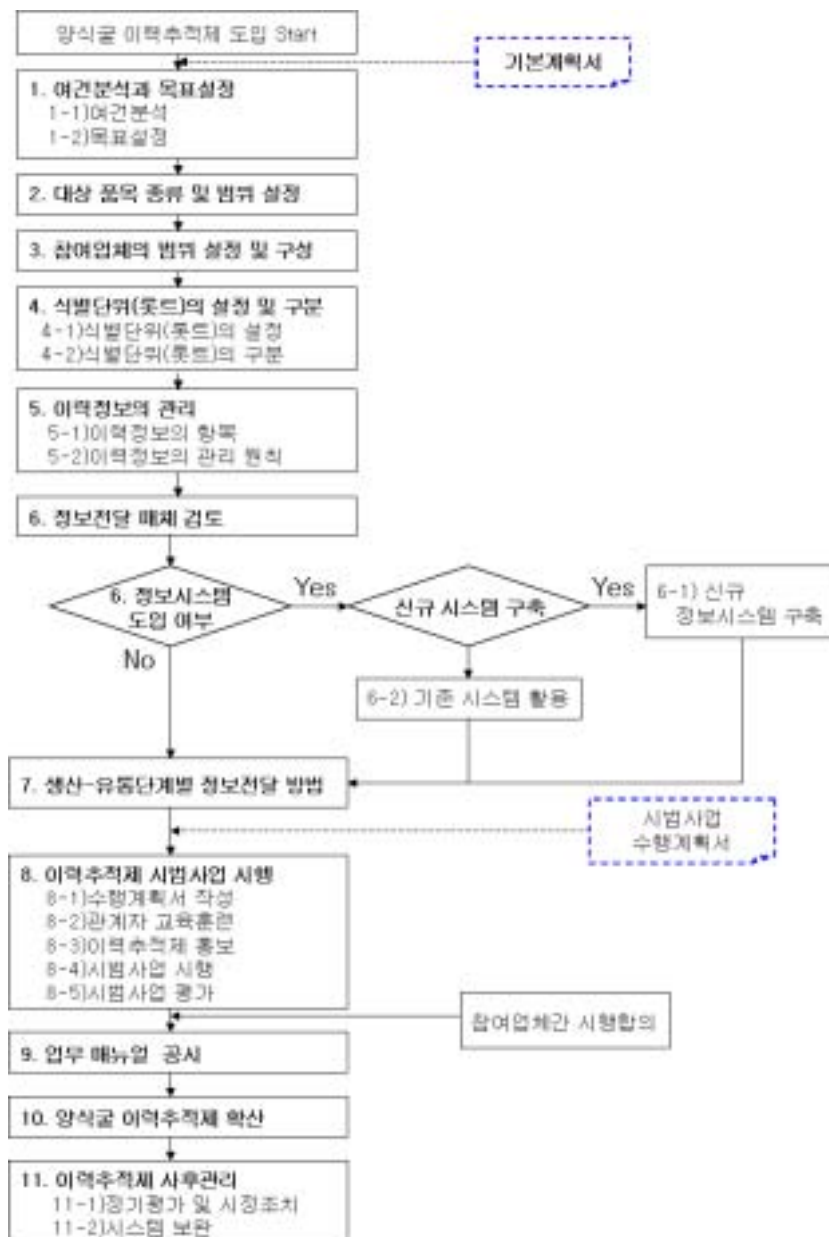 양식굴 이력추적제 도입 Start
기본계획서
1. 여건분석과 목표설정
1-1)여건분석
1-2)목표설정
2. 대상 품목 종류 및 범위 설정
3. 참여업체의 범위 설정 및 구성
4. 식별단위(롯트)의 설정 및 구분
4-1)식별단위(롯트)의 설정
4-2)식별단위(롯트)의 구분
5. 이력정보의 관리
5-1)이력정보의 항목
5-2)이력정보의 관리 원칙
6. 정보전달 매체 검토
6. 정보시스템
도입 여부
Yes
신규 시스템 구축
Yes
6-1) 신규
정보시스템 구축
No
6-2) 기존 시스템 활용
7. 생산-유통단계별 정보전달 방법
시범사업
수행계획서
8. 이력추적제 시범사업 시행
8-1)수행계획서 작성
8-2)관계자 교육훈련
8-3)이력추적제 홍보
8-4)시범사업 시행
8-5)시범사업 평가
참여업체간 시행합의
9. 업무 매뉴얼 공시
10. 양식굴 이력추적제 확산
11. 이력추적제 사후관리
11-1)정기평가 및 시정조치
11-2)시스템 보완